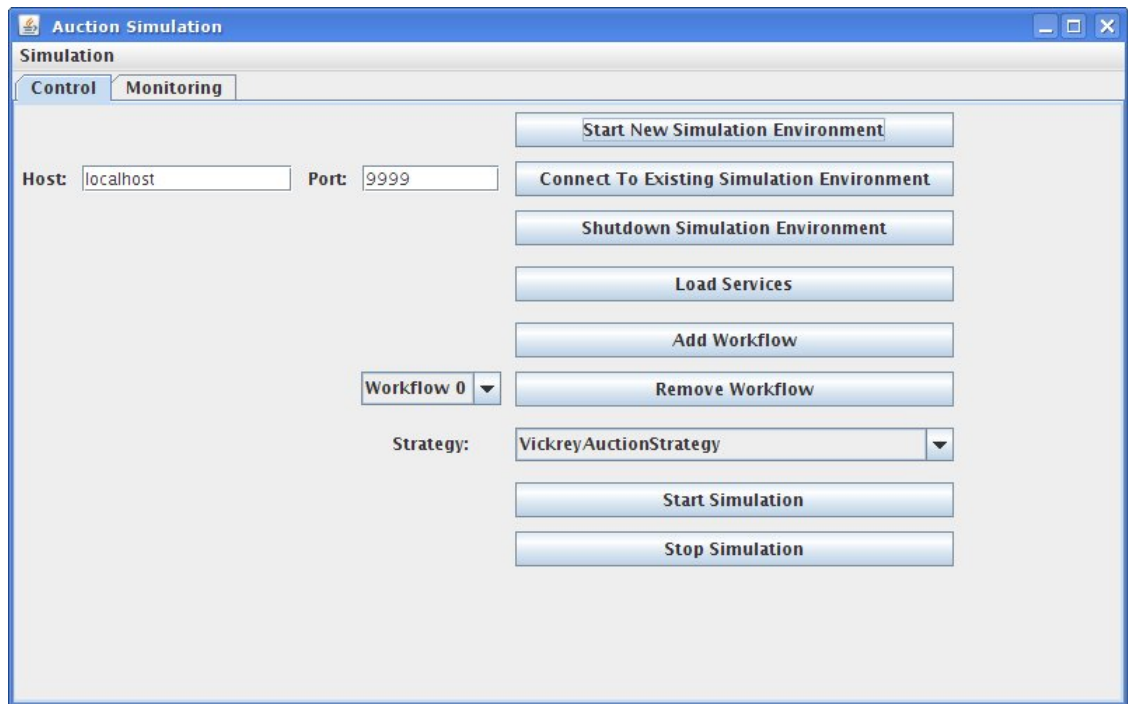 Auction Simulation
Simulation
Control Monitoring
Start New Simulation Environment
Host: localhost Port: 9999 Connect To Existing Simulation Environment
Shutdown Simulation Environment
Load Services
Add Workflow
Workflow 0 Remove Workflow
Strategy: VickreyAuctionStrategy
Start Simulation
Stop Simulation